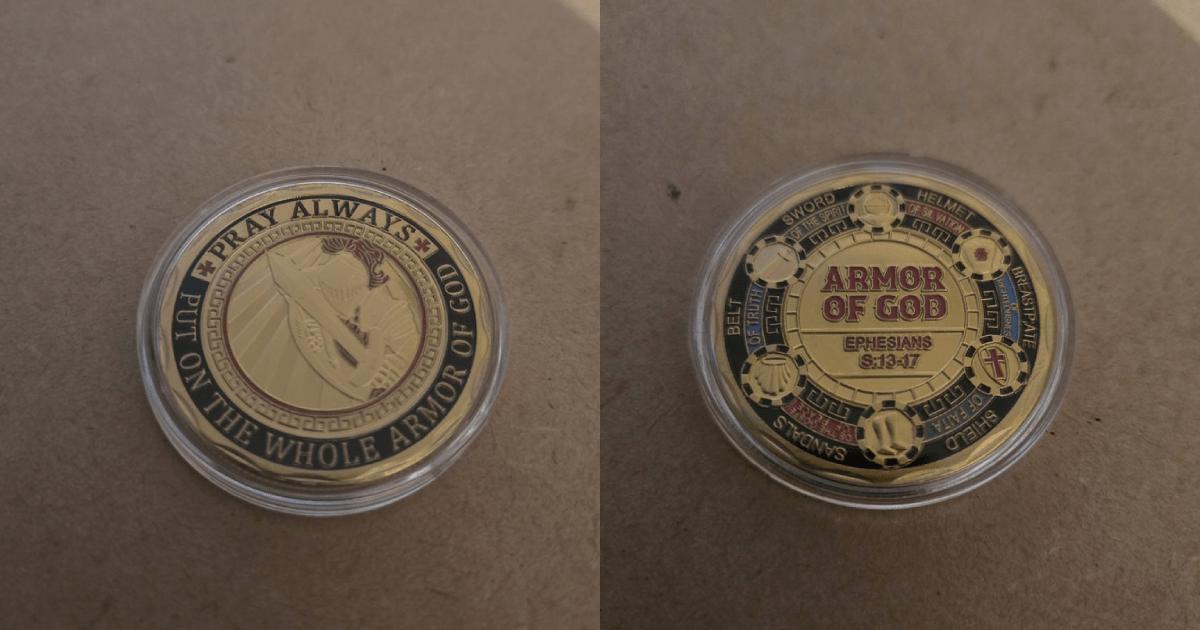 PRAY ALWAYS
PUT ON THE WHOLE ARMOR OF GOD
ARMOR
OF GOD
EPHESIANS
6:13-17
SWORD
OF THE SPIRIT
HELMET
OF SALVATION
BREASTPLATE
SHIELD
OF FAITA
SANDALS
BELT
OF TRUTH